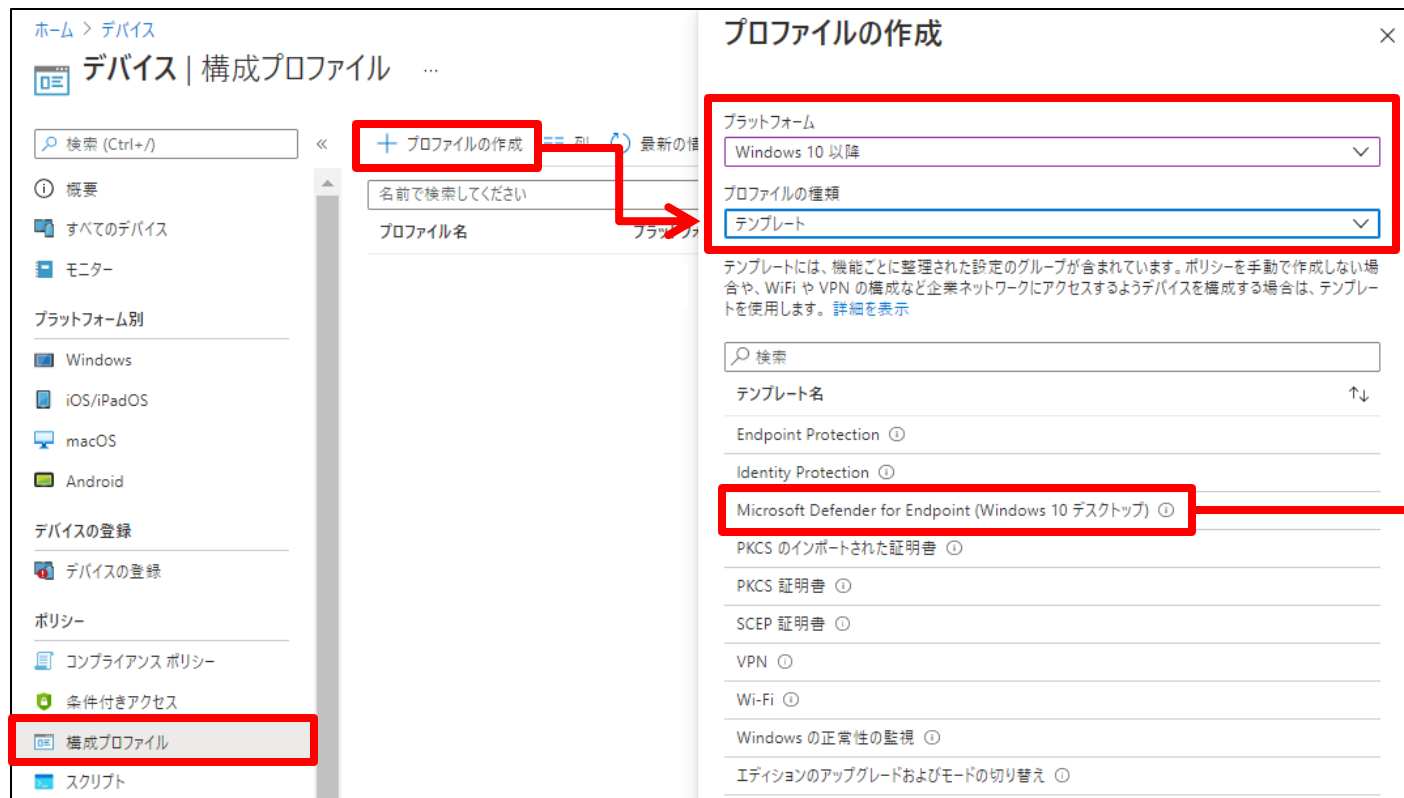 ホーム > デバイス
デバイス | 構成プロファイル ...
検索 (Ctrl+/)
«
概要
すべてのデバイス
モニター
プラットフォーム別
Windows
iOS/iPadOS
macOS
Android
デバイスの登録
デバイスの登録
ポリシー
コンプライアンス ポリシー
条件付きアクセス
構成プロファイル
スクリプト
+ プロファイルの作成 列 最新の情
名前で検索してください
プロファイル名
プラットフォ
プロファイルの作成
プラットフォーム
Windows 10 以降
プロファイルの種類
テンプレート
テンプレートには、機能ごとに整理された設定のグループが含まれています。ポリシーを手動で作成しない場
合や、WiFi や VPN の構成など企業ネットワークにアクセスするようデバイスを構成する場合は、テンプレー
トを使用します。 詳細を表示
検索
テンプレート名
Endpoint Protection
Identity Protection
Microsoft Defender for Endpoint (Windows 10 デスクトップ)
PKCS のインポートされた証明書
PKCS 証明書
SCEP 証明書
VPN
Wi-Fi
Windows の正常性の監視
エディションのアップグレードおよびモードの切り替え